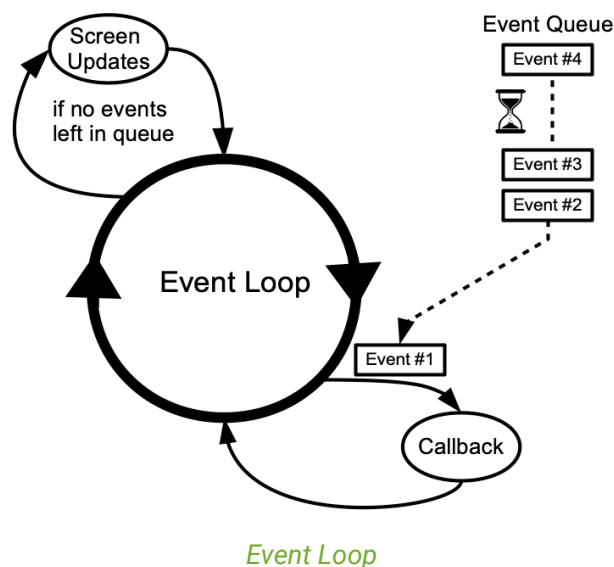 Screen
Updates
if no events
left in queue
Event Queue
Event #4
Event #3
Event #2
Event Loop
Event #1
Callback
Event Loop